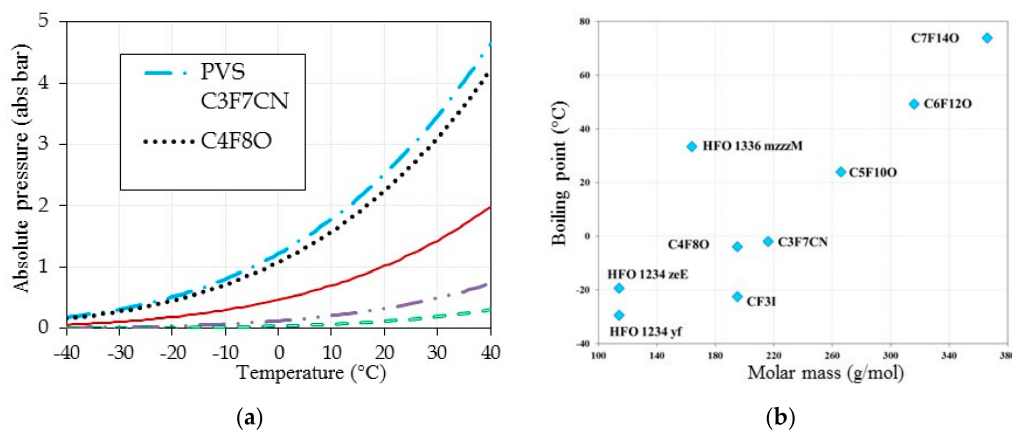 (a)
Absolute pressure (abs bar)
5
4
3
2
1
0
PVS
C3F7CN
C4F8O
-40 -30 -20 -10 0 10 20 30 40
Temperature (°C)
(b)
Boiling point (°C)
80
60
40
20
0
-20
-40
C7F14O
C6F12O
HFO 1336 mzzzM
C5F10O
C4F8O
C3F7CN
HFO 1234 zeE
CF3I
HFO 1234 yf
100 140 180 220 260 300 340 380
Molar mass (g/mol)
(a)
(b)